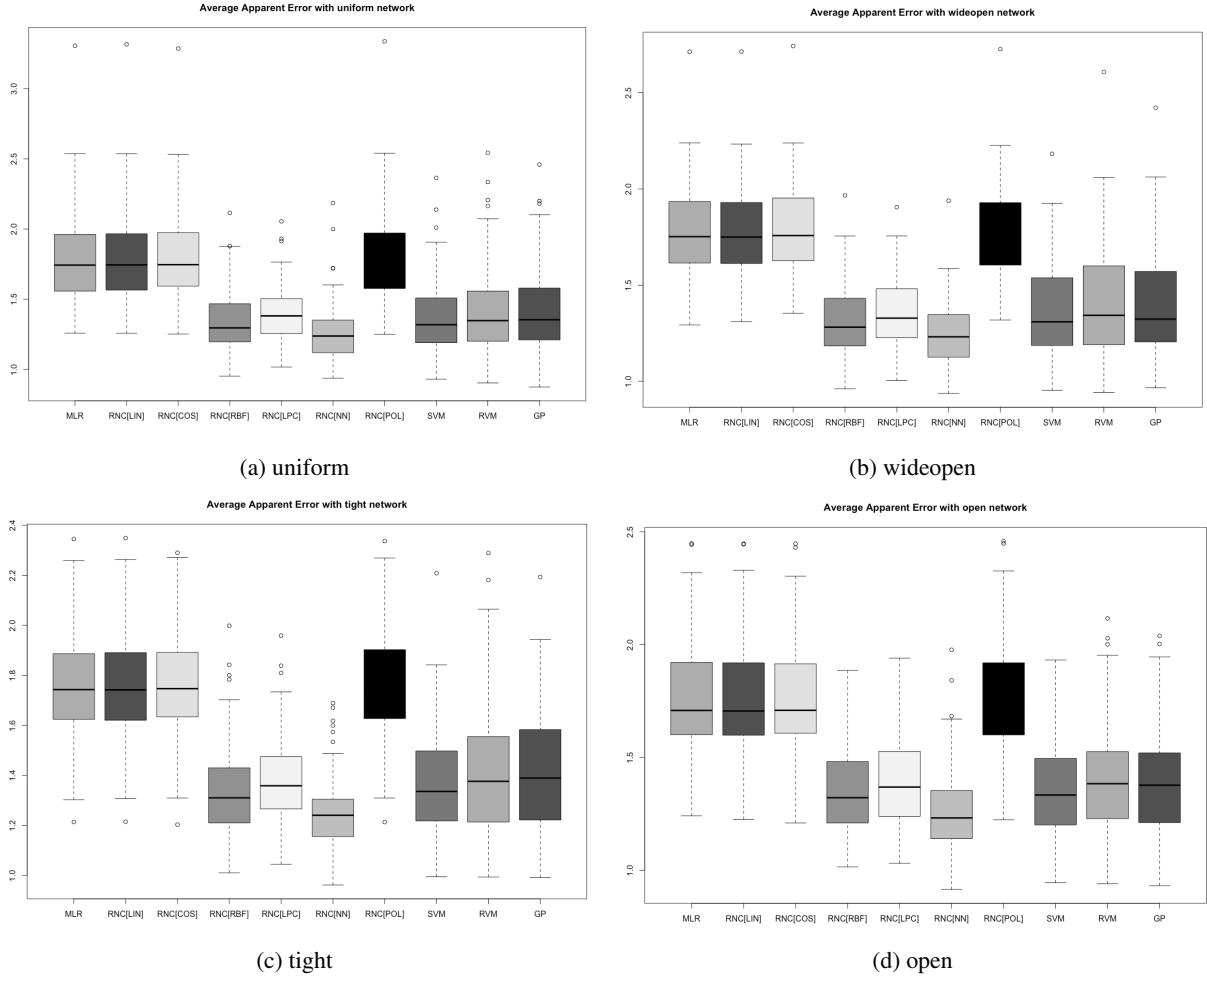 Average Apparent Error with uniform network
3.0
2.5
2.0
1.5
1.0
MLR RNC[LIN] RNC[COS] RNC[RBF] RNC[LPC] RNC[NN] RNC[POL] SVM RVM GP
(a) uniform
Average Apparent Error with wideopen network
2.5
2.0
1.5
1.0
MLR RNC[LIN] RNC[COS] RNC[RBF] RNC[LPC] RNC[NN] RNC[POL] SVM RVM GP
(b) wideopen
Average Apparent Error with tight network
2.4
2.2
2.0
1.8
1.6
1.4
1.2
1.0
MLR RNC[LIN] RNC[COS] RNC[RBF] RNC[LPC] RNC[NN] RNC[POL] SVM RVM GP
(c) tight
Average Apparent Error with open network
2.5
2.0
1.5
1.0
MLR RNC[LIN] RNC[COS] RNC[RBF] RNC[LPC] RNC[NN] RNC[POL] SVM RVM GP
(d) open